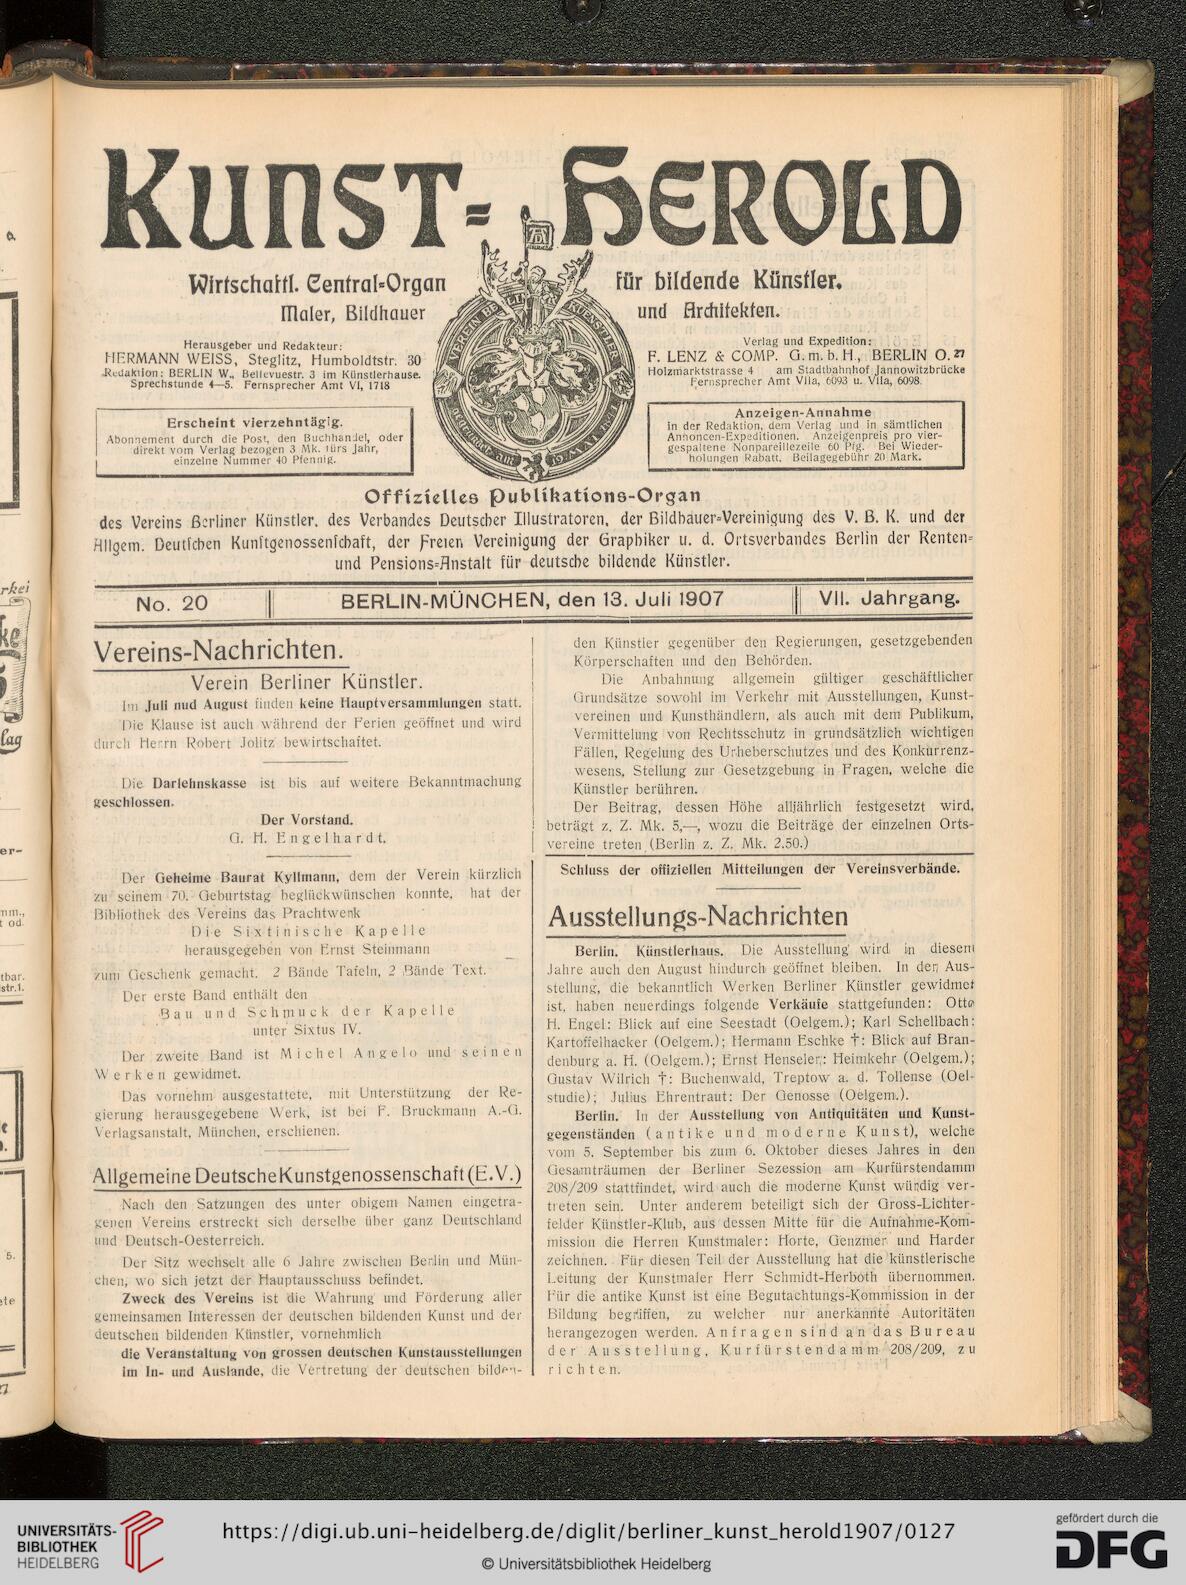 KUNST- HEROLD
Wirtschaftl. Central-Organ für bildende Künstler.
Maler, Bildhauer und Architekten.
Herausgeber und Redakteur:
HERMANN WEISS, Steglitz, Humboldtstr. 30
Redaktion: BERLIN W., Bellevuestr. 3 im Künstlerhause.
Sprechstunde 4—5. Fernsprecher Amt VI, 1718
Erscheint vierzehntägig.
Abonnement durch die Post, den Buchhandel, oder
direkt vom Verlag bezogen 3 Mk. fürs Jahr,
einzelne Nummer 40 Pfennig.
VEREIN BERLINER KUENSTLER
Verlag und Expedition:
F. LENZ & COMP. G. m. b. H., BERLIN O. 27
Holzmarktstrasse 4 am Stadtbahnhof Jannowitzbrücke
Fernsprecher Amt VIIa, 6093 u. VIIa, 6098.
Anzeigen-Annahme
in der Redaktion, dem Verlag und in sämtlichen
Annoncen-Expeditionen. Anzeigenpreis pro vier-
gespaltene Nonpareillezeile 60 Pfg. Bei Wieder-
holungen Rabatt. Beilagegebühr 20 Mark.
Offizielles Publikations-Organ
des Vereins Berliner Künstler, des Verbandes Deutscher Illustratoren, der Bildhauer-Vereinigung des V. B. K. und der
Allgem. Deutschen Kunstgenossenschaft, der Freien Vereinigung der Graphiker u. d. Ortsverbandes Berlin der Renten-
und Pensions-Anstalt für deutsche bildende Künstler.
No. 20 BERLIN-MÜNCHEN, den 13. Juli 1907 VII. Jahrgang.
Vereins-Nachrichten.
Verein Berliner Künstler.
Im Juli nud August finden keine Hauptversammlungen statt.
Die Klause ist auch während der Ferien geöffnet und wird
durch Herrn Robert Jolitz bewirtschaftet.
Die Darlehnskasse ist bis auf weitere Bekanntmachung
geschlossen.
Der Vorstand.
G. H. Engelhardt.
Der Geheime Baurat Kyllmann, dem der Verein kürzlich
zu seinem 70. Geburtstag beglückwünschen konnte, hat der
Bibliothek des Vereins das Prachtwenk
Die Sixtinische Kapelle
herausgegeben von Ernst Steinmann
zum Geschenk gemacht. 2 Bände Tafeln, 2 Bände Text.
Der erste Band enthält den
Bau und Schmuck der Kapelle
unter Sixtus IV.
Der zweite Band ist Michel Angelo und seinen
Werken gewidmet.
Das vornehm ausgestattete, mit Unterstützung der Re-
gierung herausgegebene Werk, ist bei F. Bruckmann A.-G.
Verlagsanstalt, München, erschienen.
Allgemeine Deutsche Kunstgenossenschaft (E.V.)
Nach den Satzungen des unter obigem Namen eingetra-
genen Vereins erstreckt sich derselbe über ganz Deutschland
und Deutsch-Oesterreich.
Der Sitz wechselt alle 6 Jahre zwischen Berlin und Mün-
chen, wo sich jetzt der Hauptausschuss befindet.
Zweck des Vereins ist die Wahrung und Förderung aller
gemeinsamen Interessen der deutschen bildenden Kunst und der
deutschen bildenden Künstler, vornehmlich
die Veranstaltung von grossen deutschen Kunstausstellungen
im In- und Auslande, die Vertretung der deutschen bilden-
den Künstler gegenüber den Regierungen, gesetzgebenden
Körperschaften und den Behörden.
Die Anbahnung allgemein gültiger geschäftlicher
Grundsätze sowohl im Verkehr mit Ausstellungen, Kunst-
vereinen und Kunsthändlern, als auch mit dem Publikum,
Vermittelung von Rechtsschutz in grundsätzlich wichtigen
Fällen, Regelung des Urheberschutzes und des Konkurrenz-
wesens, Stellung zur Gesetzgebung in Fragen, welche die
Künstler berühren.
Der Beitrag, dessen Höhe alljährlich festgesetzt wird,
beträgt z. Z. Mk. 5,—, wozu die Beiträge der einzelnen Orts-
vereine treten (Berlin z. Z. Mk. 2.50.)
Schluss der offiziellen Mitteilungen der Vereinsverbände.
Ausstellungs-Nachrichten
Berlin. Künstlerhaus. Die Ausstellung wird in diesem
Jahre auch den August hindurch geöffnet bleiben. In der Aus-
stellung, die bekanntlich Werken Berliner Künstler gewidmet
ist, haben neuerdings folgende Verkäufe stattgefunden: Otto
H. Engel: Blick auf eine Seestadt (Oelgem.); Karl Schellbach:
Kartoffelhacker (Oelgem.); Hermann Eschke †: Blick auf Bran-
denburg a. H. (Oelgem.); Ernst Henseler: Heimkehr (Oelgem.);
Gustav Wilrich †: Buchenwald, Treptow a. d. Tollense (Oel-
studie); Julius Ehrentraut: Der Genosse (Oelgem.).
Berlin. In der Ausstellung von Antiquitäten und Kunst-
gegenständen (antike und moderne Kunst), welche
vom 5. September bis zum 6. Oktober dieses Jahres in den
Gesamträumen der Berliner Sezession am Kurfürstendamm
208/209 stattfindet, wird auch die moderne Kunst würdig ver-
treten sein. Unter anderem beteiligt sich der Gross-Lichter-
felder Künstler-Klub, aus dessen Mitte für die Aufnahme-Kom-
mission die Herren Kunstmaler: Horte, Genzmer und Harder
zeichnen. Für diesen Teil der Ausstellung hat die künstlerische
Leitung der Kunstmaler Herr Schmidt-Herboth übernommen.
Für die antike Kunst ist eine Begutachtungs-Kommission in der
Bildung begriffen, zu welcher nur anerkannte Autoritäten
herangezogen werden. Anfragen sind an das Bureau
der Ausstellung, Kurfürstendamm 208/209, zu
richten.
UNIVERSITÄTS-
BIBLIOTHEK
HEIDELBERG
https://digi.ub.uni-heidelberg.de/diglit/berliner_kunst_herold1907/0127
© Universitätsbibliothek Heidelberg
gefördert durch die
DFG